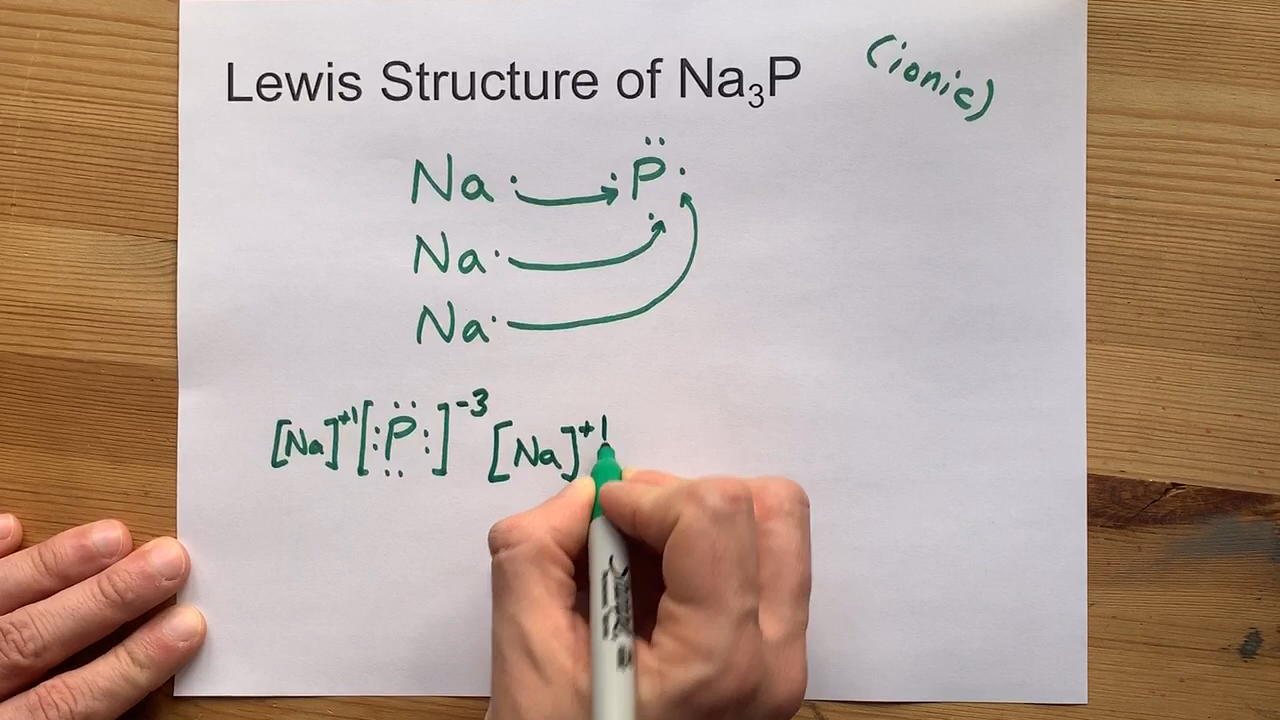 Lewis Structure of Na₃P (ionic)
Na· ·P̈·
Na· ·
Na·
[Na]⁺¹[:P̈:]⁻³ [Na]⁺¹